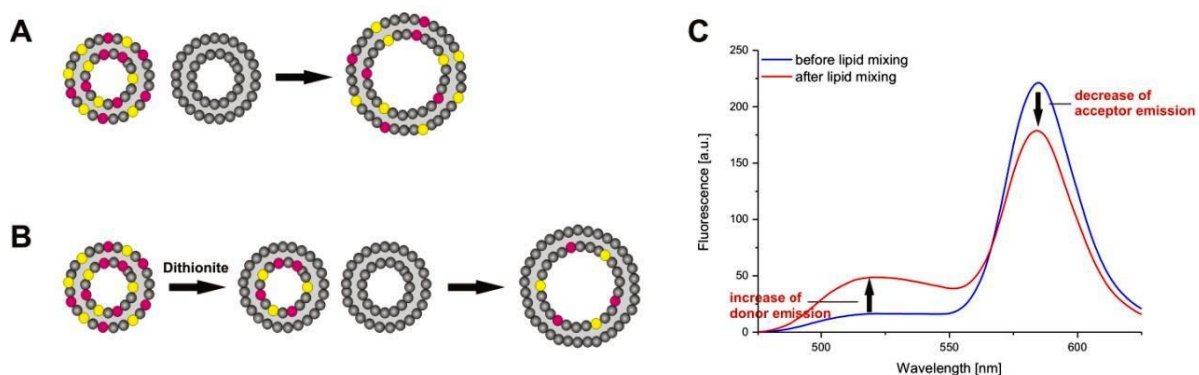 A
B
Dithionite
C
Fluorescence [a.u.]
250
200
150
100
50
0
before lipid mixing
after lipid mixing
decrease of
acceptor emission
increase of
donor emission
500
550
600
Wavelength [nm]